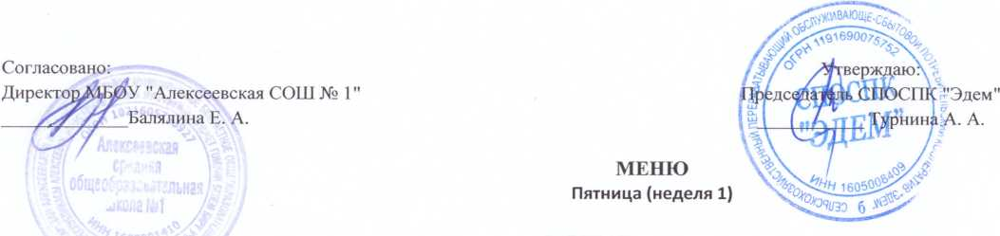 Согласовано:
Директор МБОУ "Алексеевская СОШ № 1"
Балялина Е. А.
Алексеевская
средняя
общеобразовательная
школа №1
Утверждаю:
Председатель СПОСПК "Эдем"
Турнина А. А.
ОГРН 1191690075752
СПОСПК
"ЭДЕМ"
ИНН 1605008409
МЕНЮ
Пятница (неделя 1)